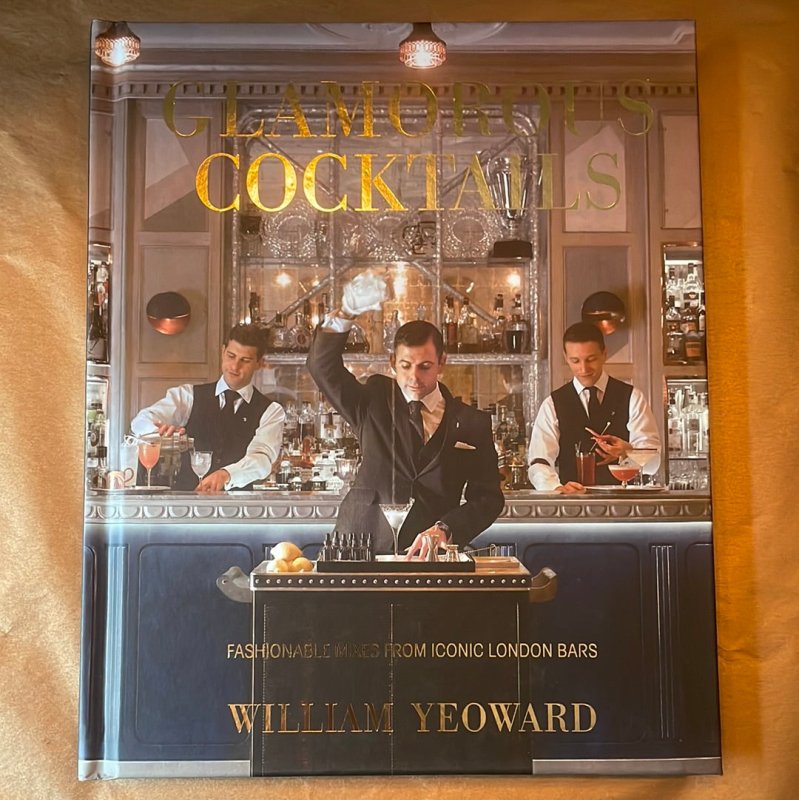 GLAMOROUS
COCKTAILS
FASHIONABLE MIXES FROM ICONIC LONDON BARS
WILLIAM YEOWARD